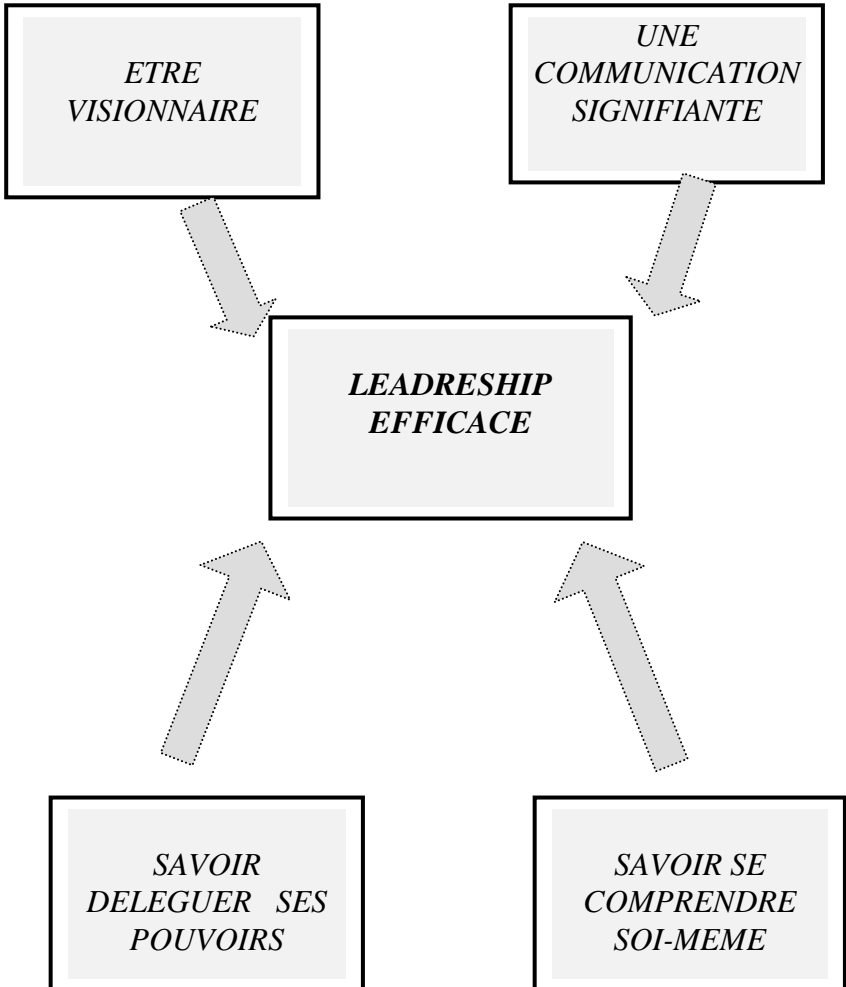 ETRE
VISIONNAIRE
UNE
COMMUNICATION
SIGNIFIANTE
LEADRESHIP
EFFICACE
SAVOIR
DELEGUER SES
POUVOIRS
SAVOIR SE
COMPRENDRE
SOI-MEME